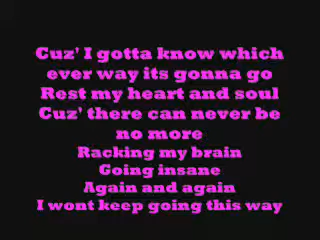 Cuz' I gotta know which
ever way its gonna go
Rest my heart and soul
Cuz' there can never be
no more
Racking my brain
Going insane
Again and again
I wont keep going this way